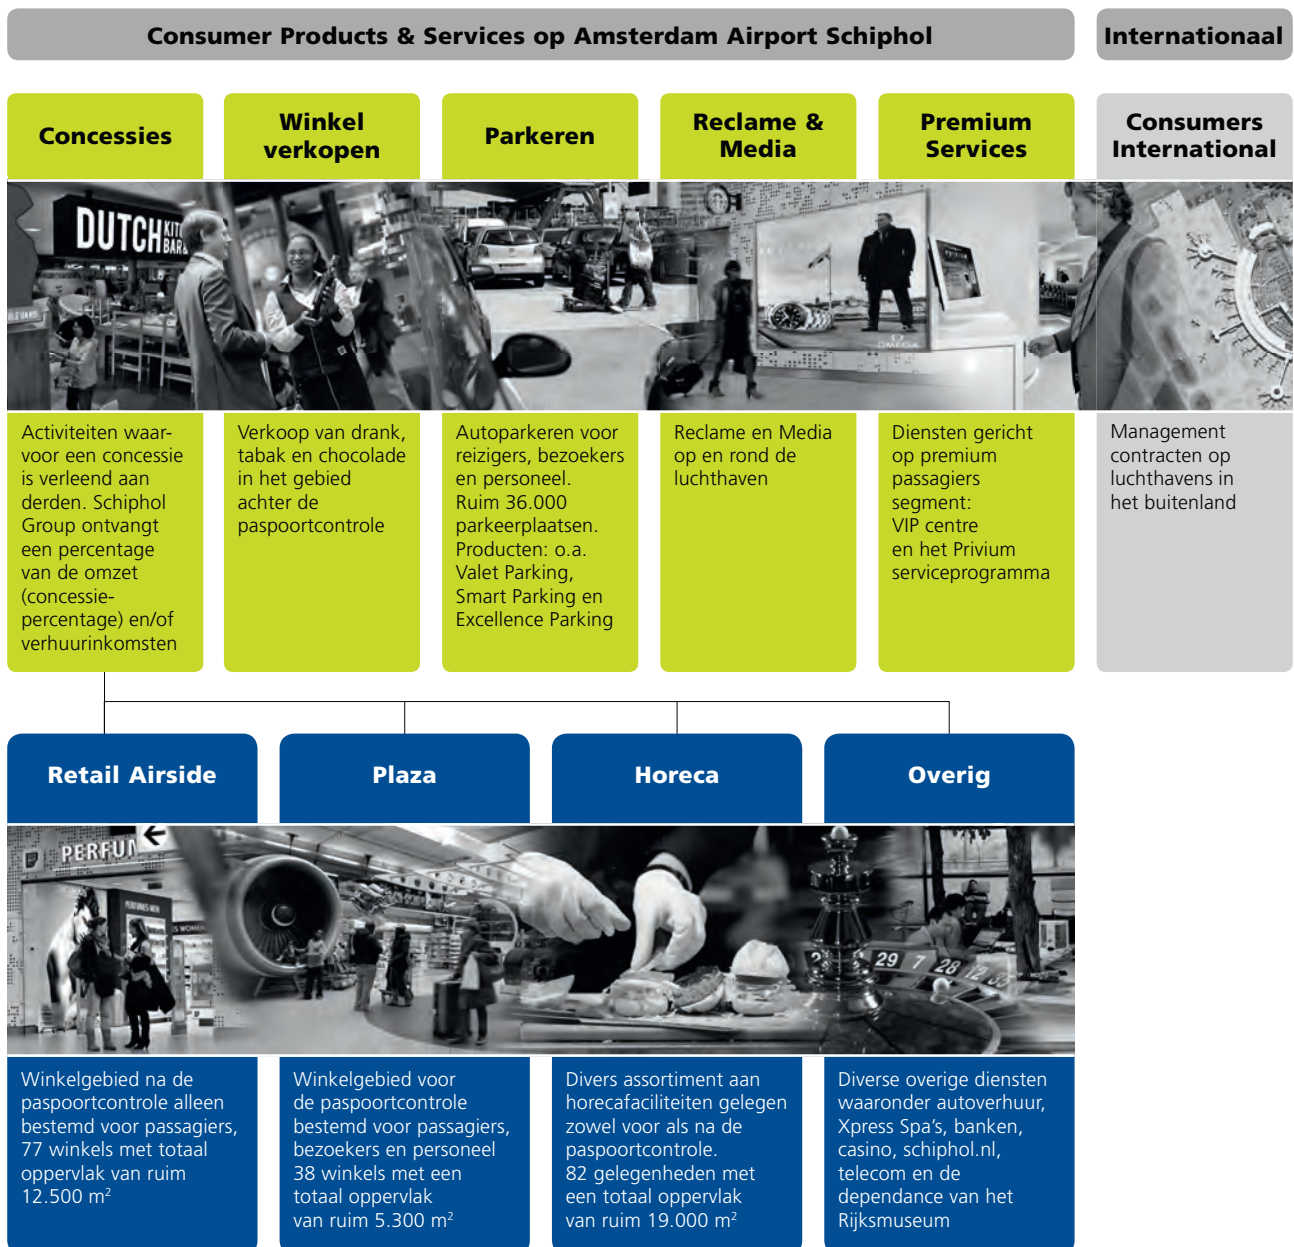 Consumer Products & Services op Amsterdam Airport Schiphol
Internationaal
Concessies
Winkel
verkopen
Parkeren
Reclame &
Media
Premium
Services
Consumers
International
DUTCH KIT
BAR
OMEGA
Activiteiten waar-
voor een concessie
is verleend aan
derden. Schiphol
Group ontvangt
een percentage
van de omzet
(concessie-
percentage) en/of
verhuurinkomsten
Verkoop van drank,
tabak en chocolade
in het gebied
achter de
paspoortcontrole
Autoparkeren voor
reizigers, bezoekers
en personeel.
Ruim 36.000
parkeerplaatsen.
Producten: o.a.
Valet Parking,
Smart Parking en
Excellence Parking
Reclame en Media
op en rond de
luchthaven
Diensten gericht
op premium
passagiers
segment:
VIP centre
en het Privium
serviceprogramma
Management
contracten op
luchthavens in
het buitenland
Retail Airside
Plaza
Horeca
Overig
PERFUM
PERFUMES MEN
29 7 28 12 35
Winkelgebied na de
paspoortcontrole alleen
bestemd voor passagiers,
77 winkels met totaal
oppervlak van ruim
12.500 m²
Winkelgebied voor
de paspoortcontrole
bestemd voor passagiers,
bezoekers en personeel
38 winkels met een
totaal oppervlak
van ruim 5.300 m²
Divers assortiment aan
horecafaciliteiten gelegen
zowel voor als na de
paspoortcontrole.
82 gelegenheden met
een totaal oppervlak
van ruim 19.000 m²
Diverse overige diensten
waaronder autoverhuur,
Xpress Spa's, banken,
casino, schiphol.nl,
telecom en de
dependance van het
Rijksmuseum